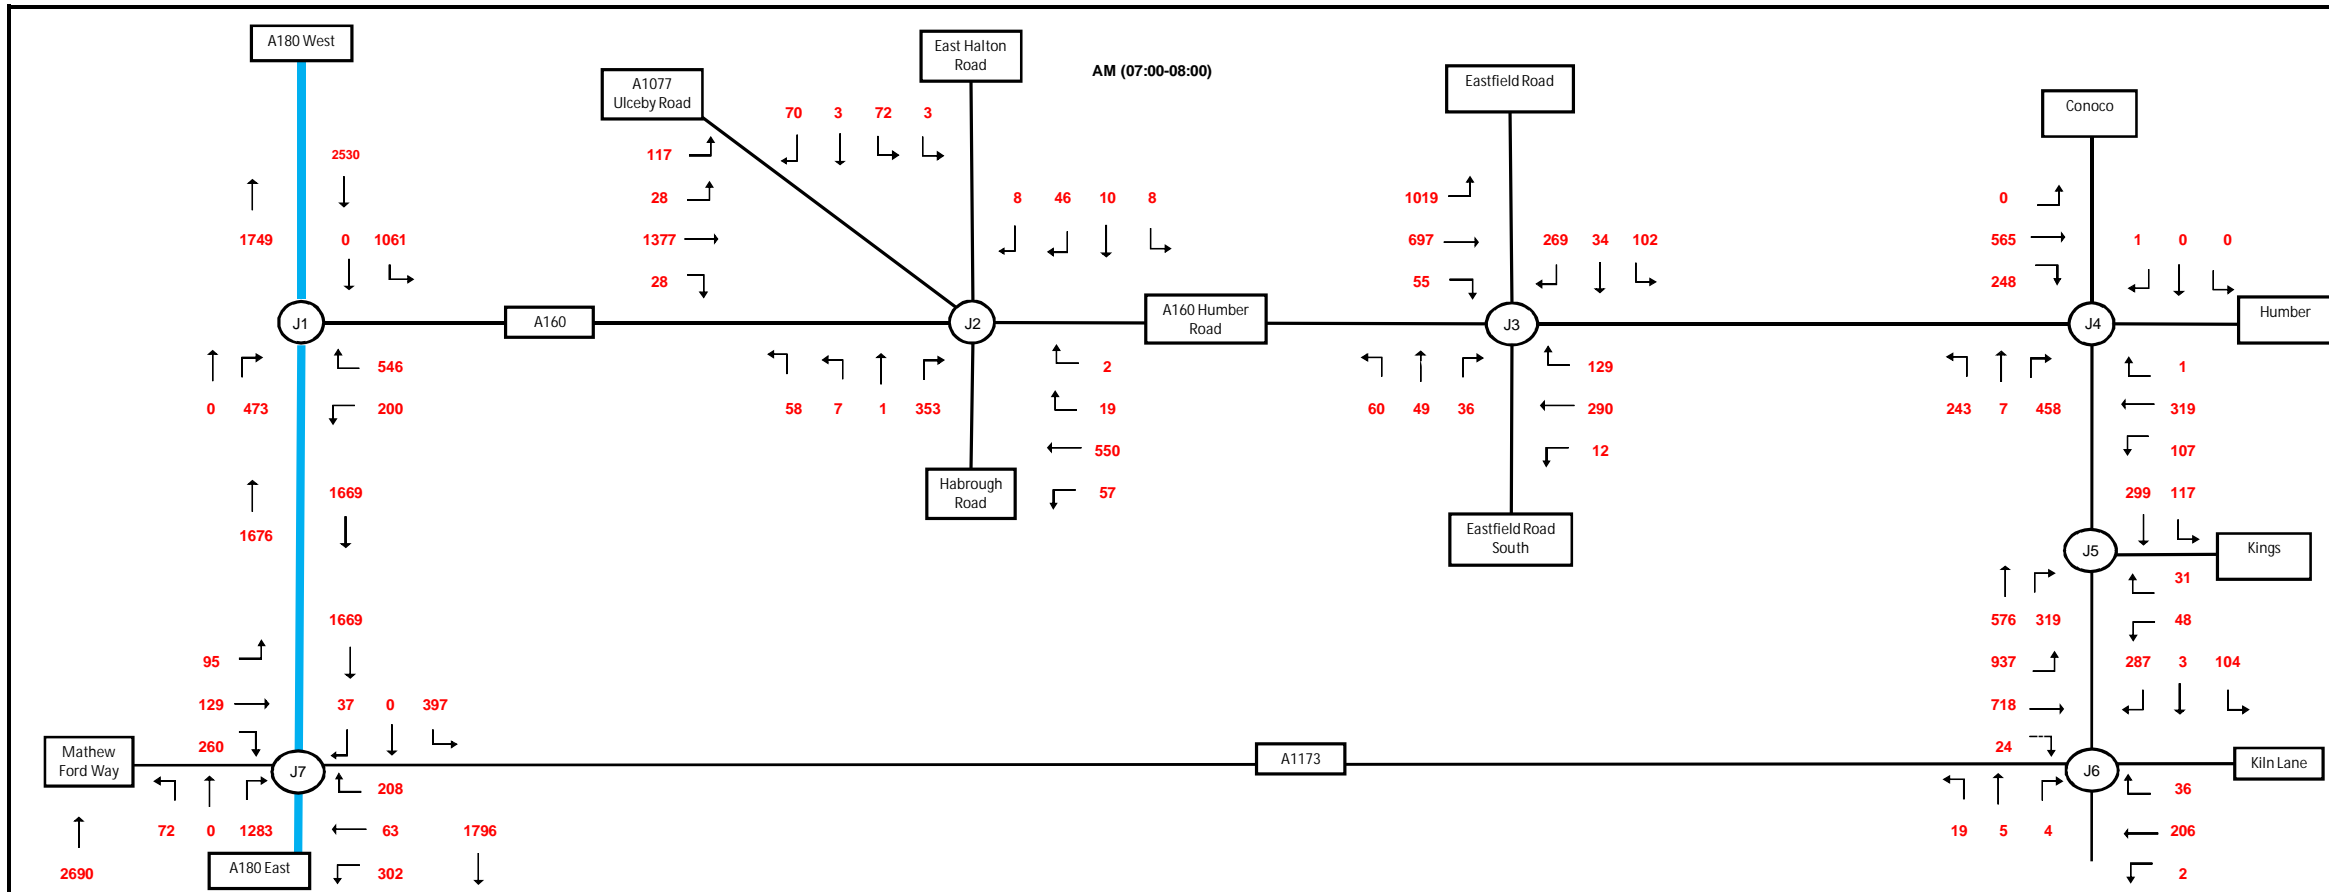 A180 West
East Halton
Road
AM (07:00-08:00)
A1077
Ulceby Road
Eastfield Road
Conoco
70 3 72 3
2530
117
28
8 46 10 8
1019
0
1749 0 1061
1377
697
269 34 102
565
1 0 0
28
55
248
J1
A160
J2
A160 Humber
Road
J3
J4
Humber
546
2
129
1
0 473
200
58 7 1 353
19
60 49 36
290
243 7 458
319
550
12
107
1669
Habrough
Road
57
299 117
1676
Eastfield Road
South
J5
Kings
31
1669
576 319
48
95
937
287 3 104
129
37 0 397
718
260
24
Mathew
Ford Way
J7
A1173
J6
Kiln Lane
208
36
72 0 1283
63
1796
19 5 4
206
2690
A180 East
302
2